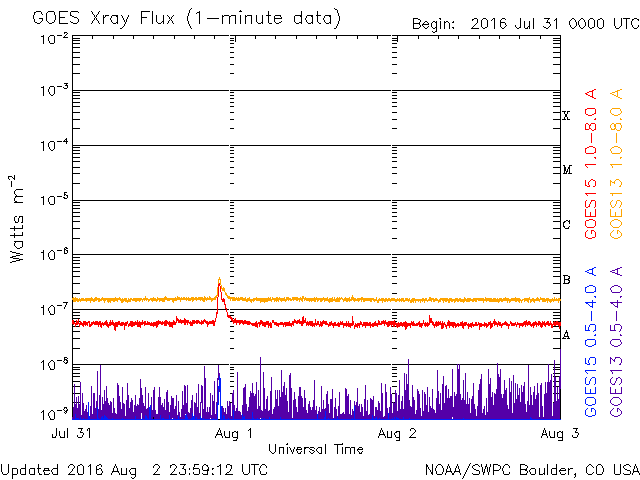 GOES Xray Flux (1-minute data)
Begin: 2016 Jul 31 0000 UTC
10-2
10-3
10-4
10-5
10-6
10-7
10-8
10-9
Watts m-2
X
M
C
B
A
GOES15 1.0-8.0 A
GOES13 1.0-8.0 A
GOES15 0.5-4.0 A
GOES13 0.5-4.0 A
Jul 31
Aug 1
Aug 2
Aug 3
Universal Time
Updated 2016 Aug 2 23:59:12 UTC
NOAA/SWPC Boulder, CO USA